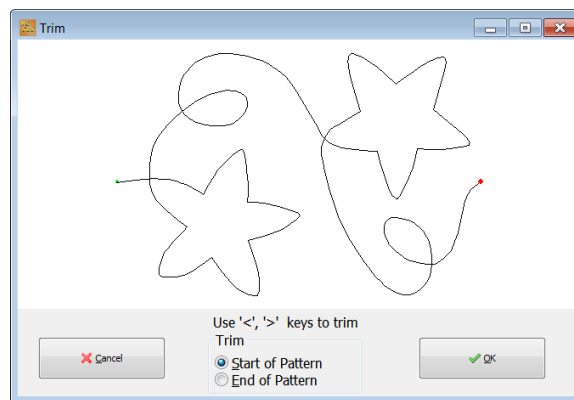 Trim
Use '<', '>' keys to trim
Trim
Cancel
Start of Pattern
OK
End of Pattern